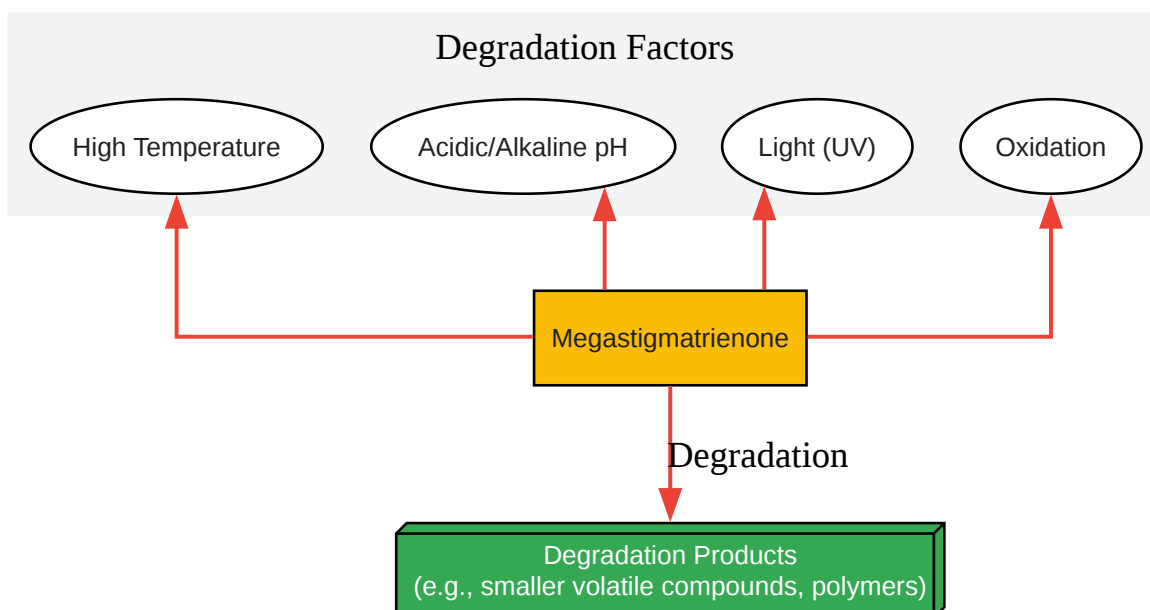 Degradation Factors
High Temperature
Acidic/Alkaline pH
Light (UV)
Oxidation
Megastigmatrienone
Degradation
Degradation Products
(e.g., smaller volatile compounds, polymers)